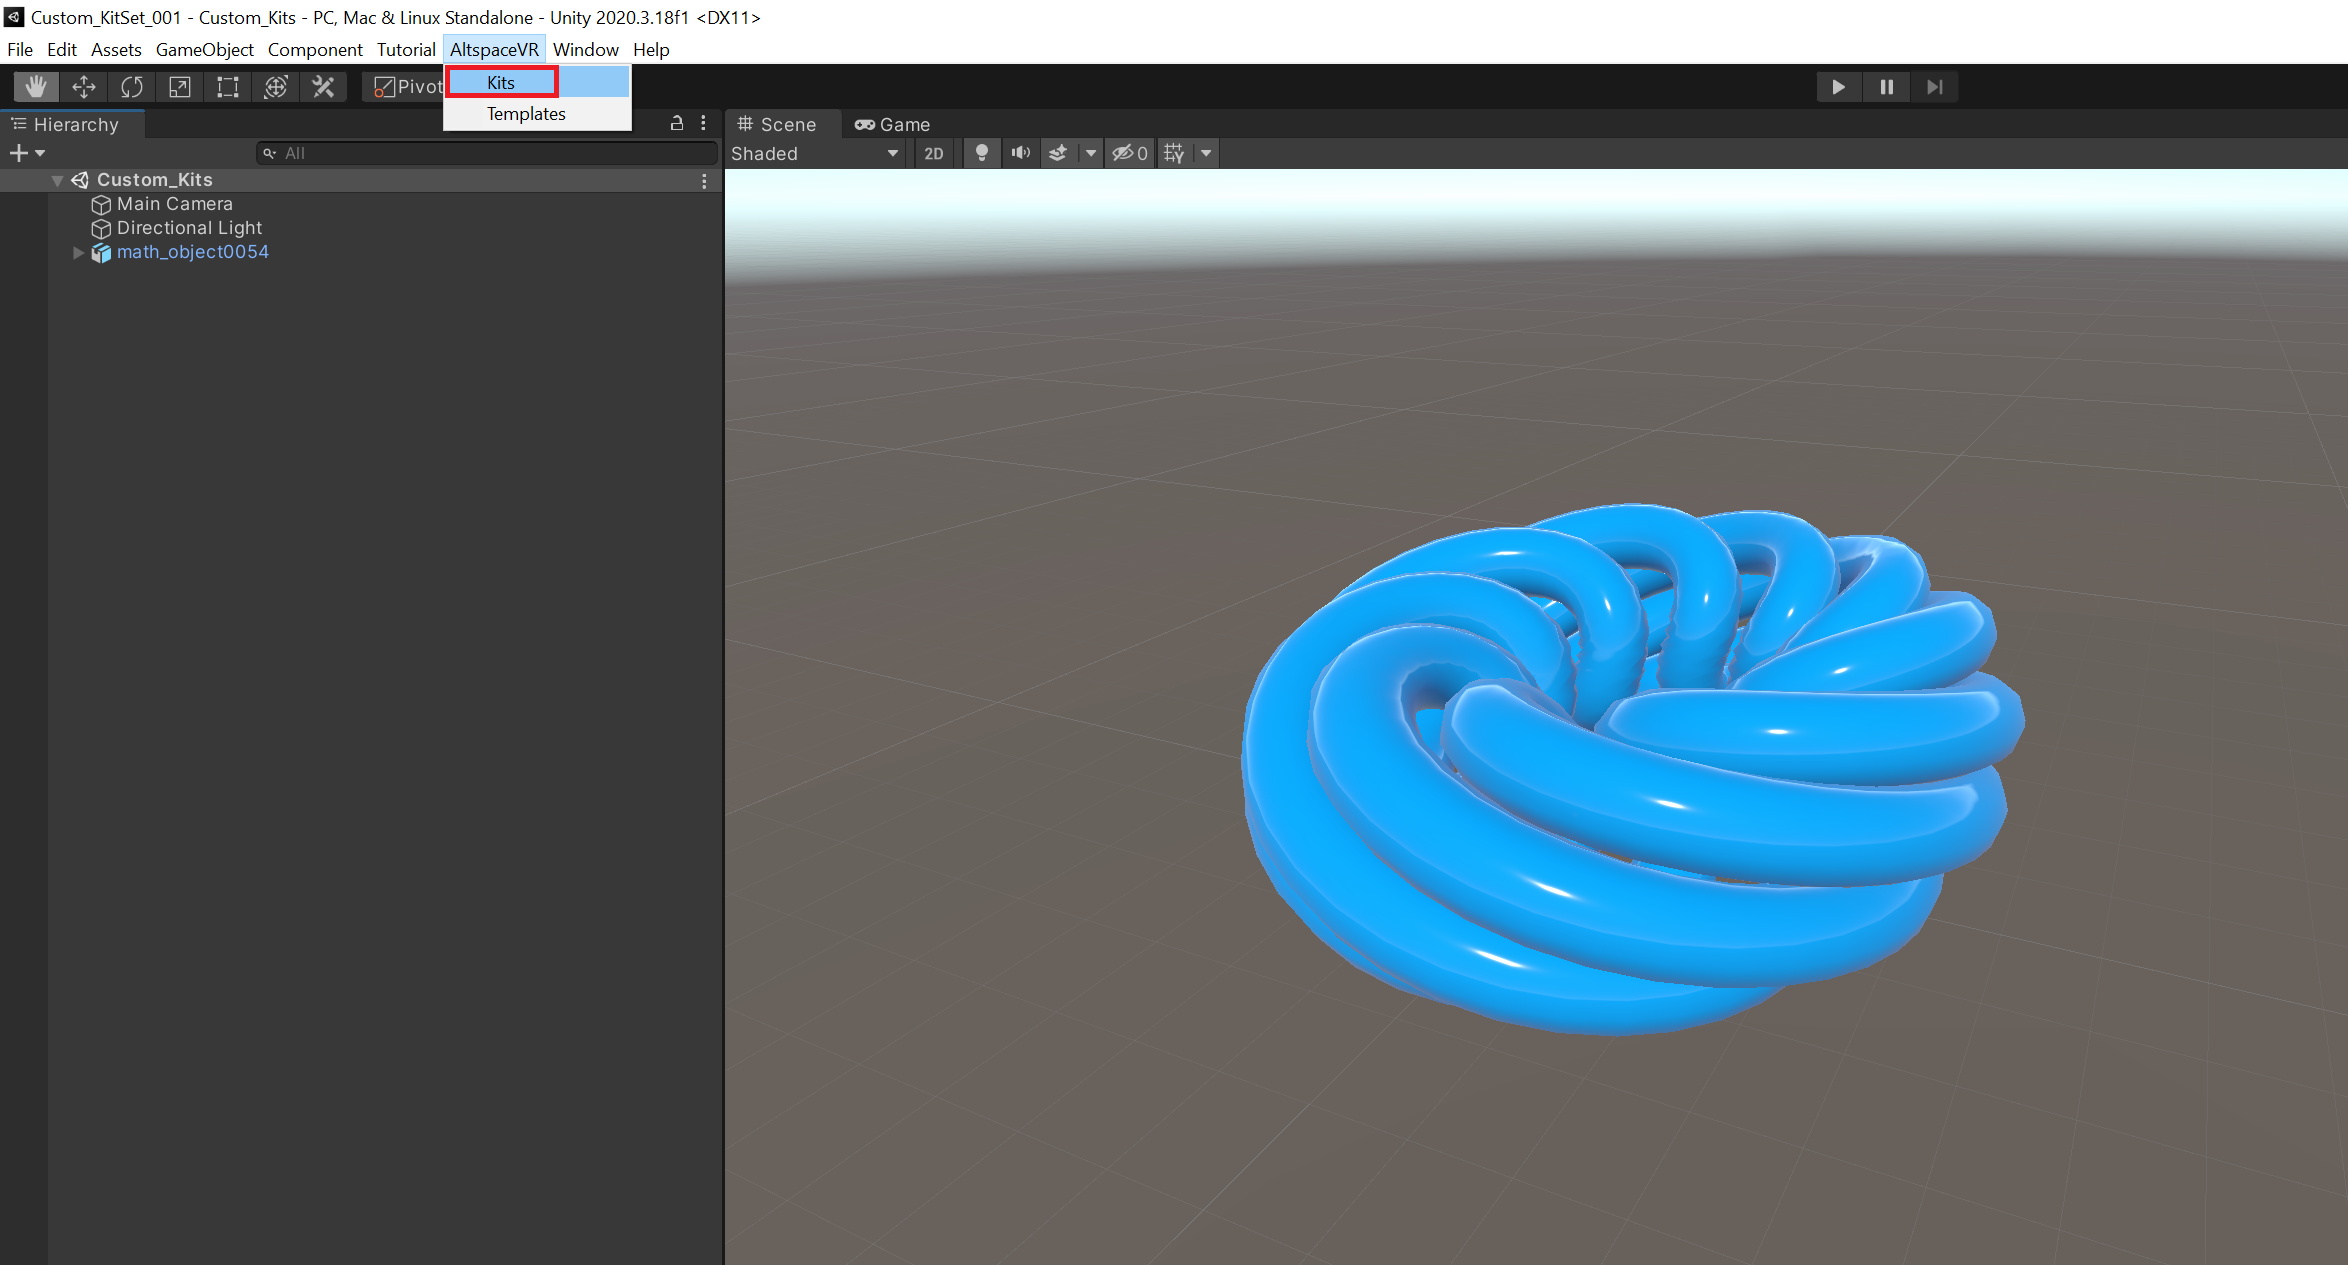 Custom_KitSet_001 - Custom_Kits - PC, Mac & Linux Standalone - Unity 2020.3.18f1 <DX11>
File Edit Assets GameObject Component Tutorial AltspaceVR Window Help
Kits
Templates
Pivot
Hierarchy
All
Custom_Kits
Main Camera
Directional Light
math_object0054
Scene Game
Shaded 2D 0